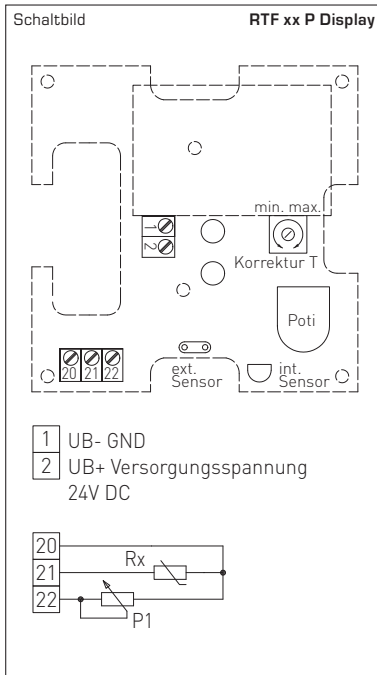 Schaltbild RTF xx P Display
min. max.
1
2
Korrektur T
Poti
20 21 22
ext.
Sensor
int.
Sensor
1 UB- GND
2 UB+ Versorgungsspannung
24V DC
20
Rx
21
22
P1